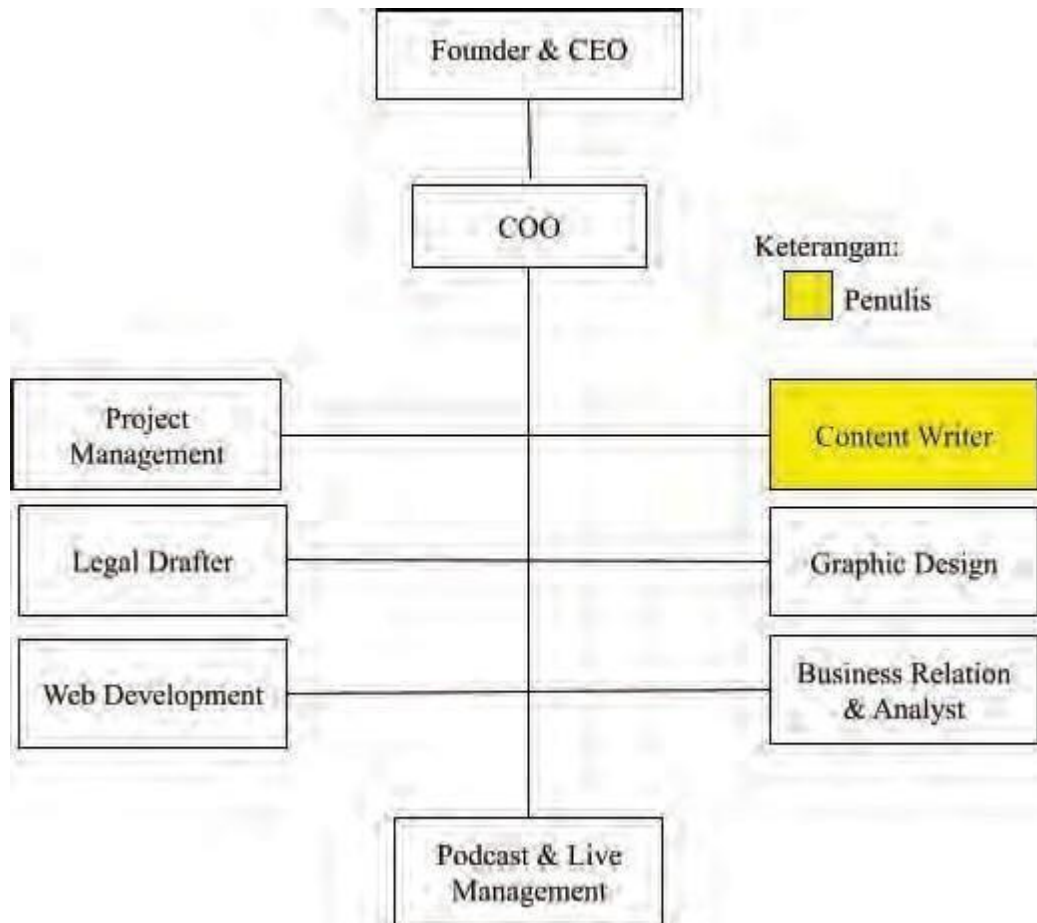 Founder & CEO
COO
Keterangan:
Penulis
Project
Management
Content Writer
Legal Drafter
Graphic Design
Web Development
Business Relation
& Analyst
Podcast & Live
Management